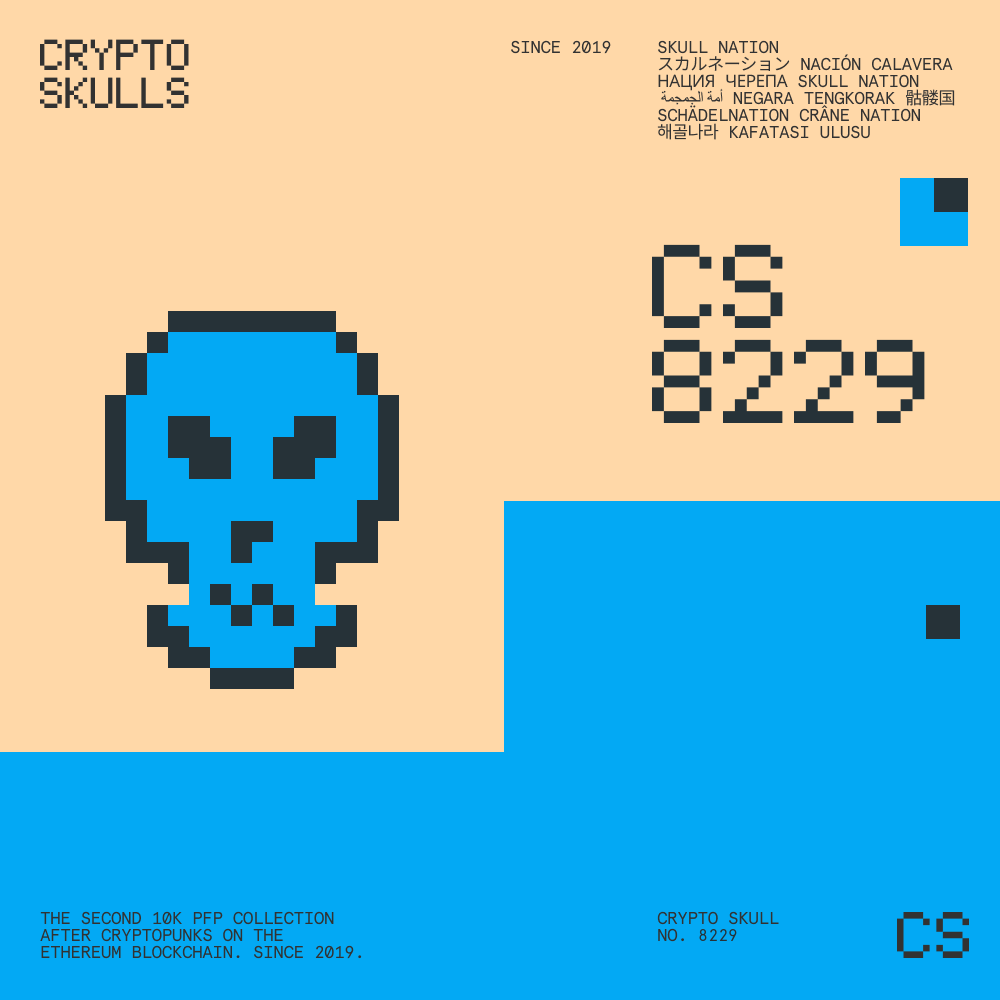 CRYPTO
SKULLS
SINCE 2019
SKULL NATION
スカルネーション NACIÓN CALAVERA
НАЦИЯ ЧЕРЕПА SKULL NATION
أمة الجمجمة NEGARA TENGKORAK 骷髅国
SCHÄDELNATION CRÂNE NATION
해골나라 KAFATASI ULUSU
CS
8229
THE SECOND 10K PFP COLLECTION
AFTER CRYPTOPUNKS ON THE
ETHEREUM BLOCKCHAIN. SINCE 2019.
CRYPTO SKULL
NO. 8229
CS